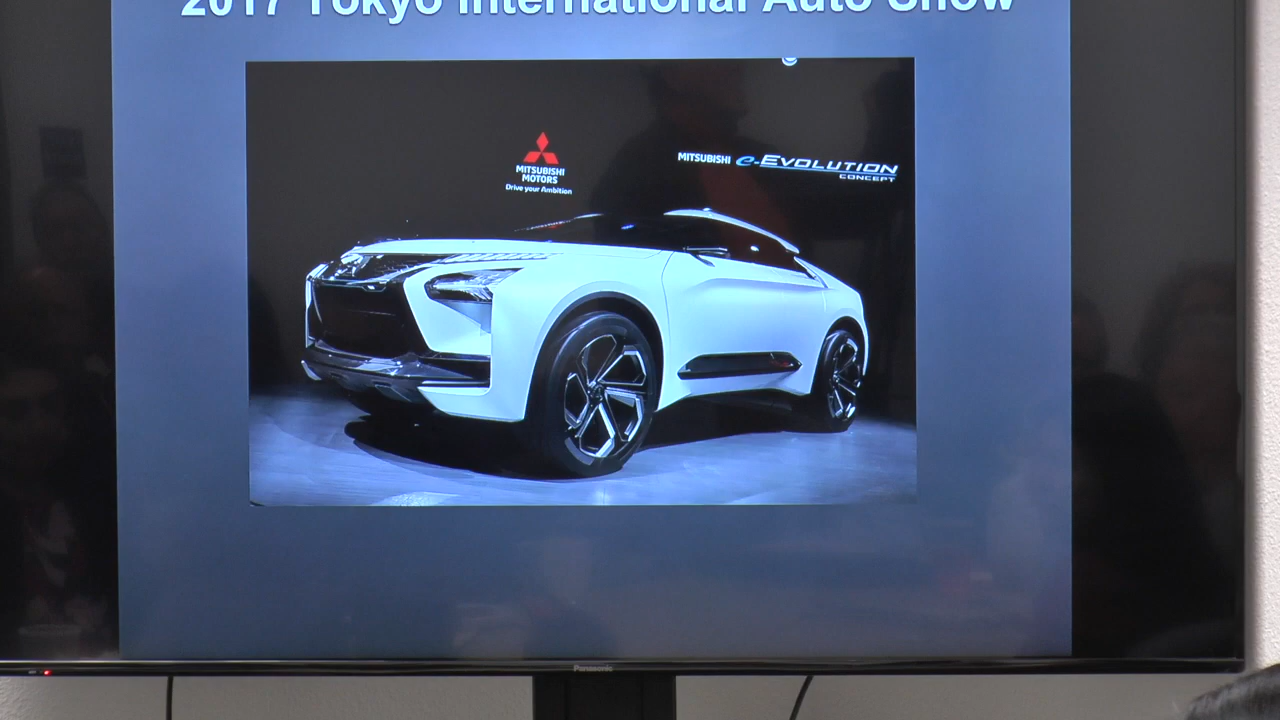 2017 Tokyo International Auto Show
MITSUBISHI
MOTORS
Drive your Ambition
MITSUBISHI e-EVOLUTION
CONCEPT
Panasonic